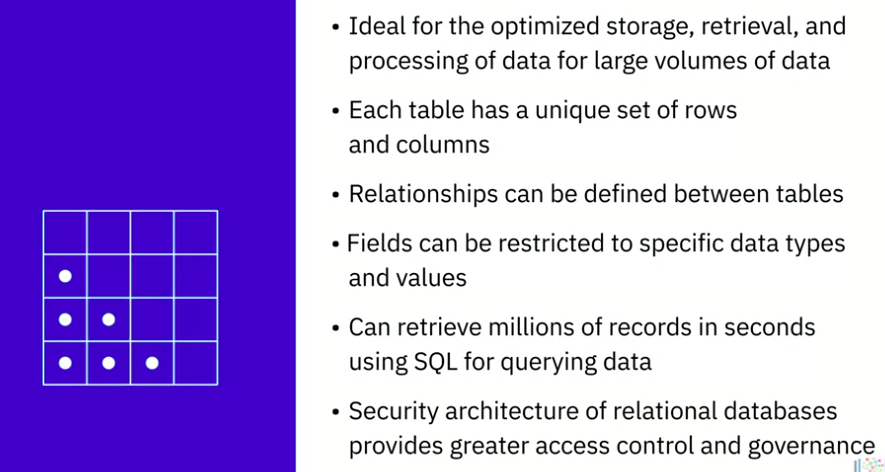 • Ideal for the optimized storage, retrieval, and
processing of data for large volumes of data
• Each table has a unique set of rows
and columns
• Relationships can be defined between tables
• Fields can be restricted to specific data types
and values
• Can retrieve millions of records in seconds
using SQL for querying data
• Security architecture of relational databases
provides greater access control and governance